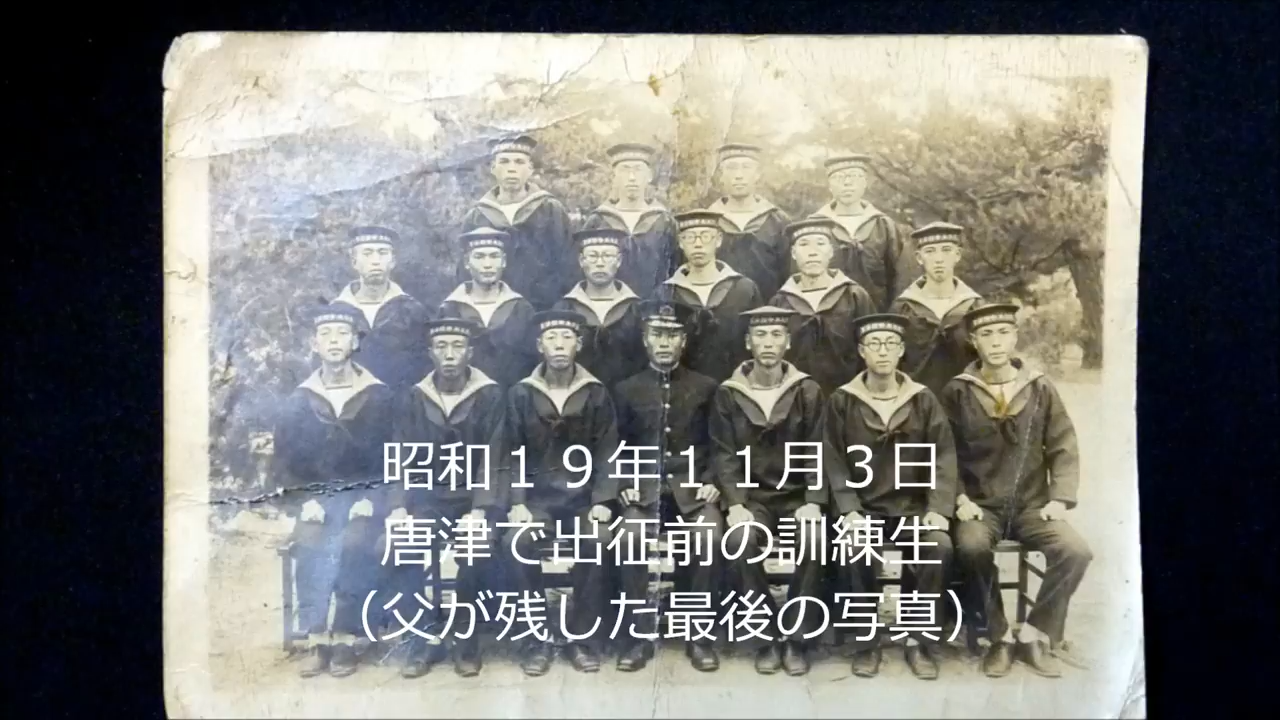 昭和１９年１１月３日
唐津で出征前の訓練生
（父が残した最後の写真）